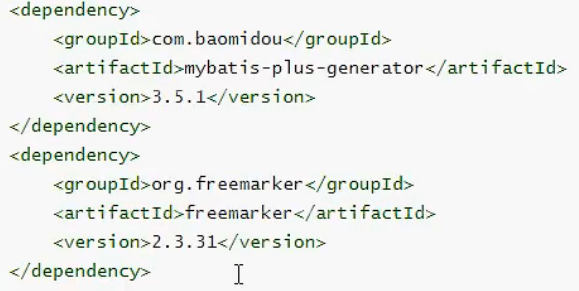 <dependency>
    <groupId>com.baomidou</groupId>
    <artifactId>mybatis-plus-generator</artifactId>
    <version>3.5.1</version>
</dependency>
<dependency>
    <groupId>org.freemarker</groupId>
    <artifactId>freemarker</artifactId>
    <version>2.3.31</version>
</dependency>